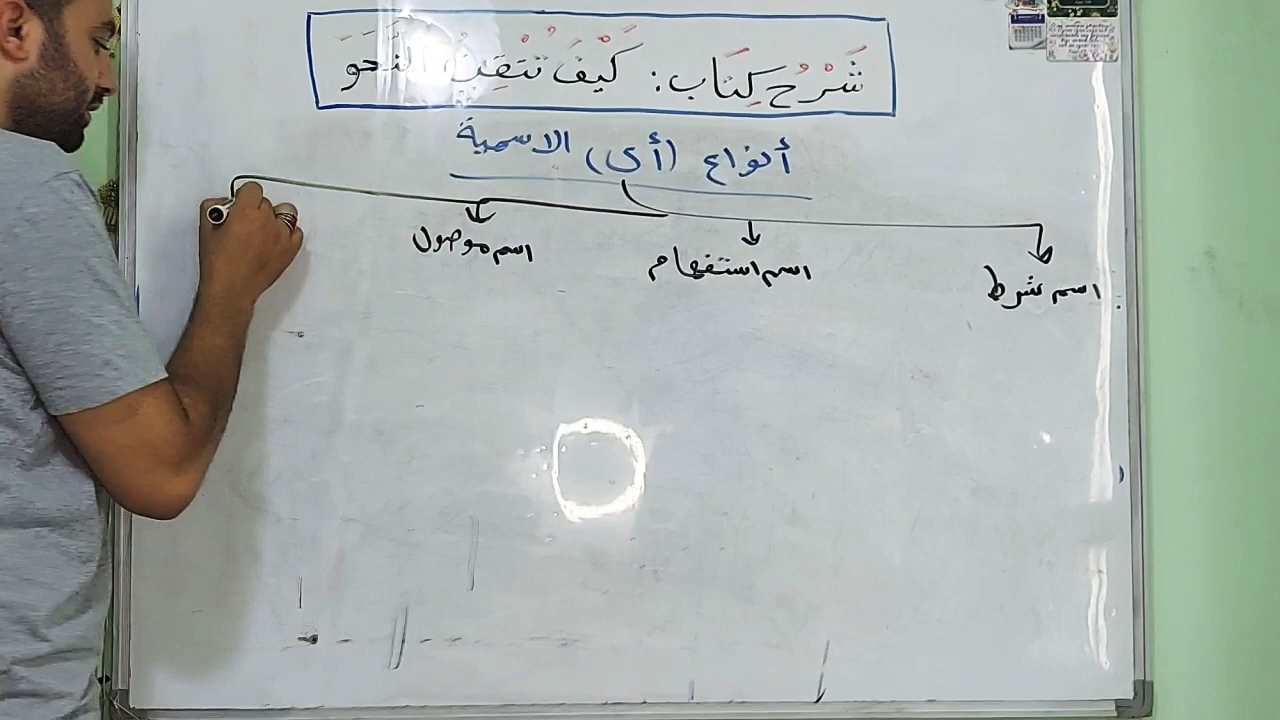 شَرْحُ كِتَاب: كَيْفَ تُتْقِنُ النَّحْوَ
أنواع (أي) الاسمية
اسم شرط
اسم استفهام
اسم موصول